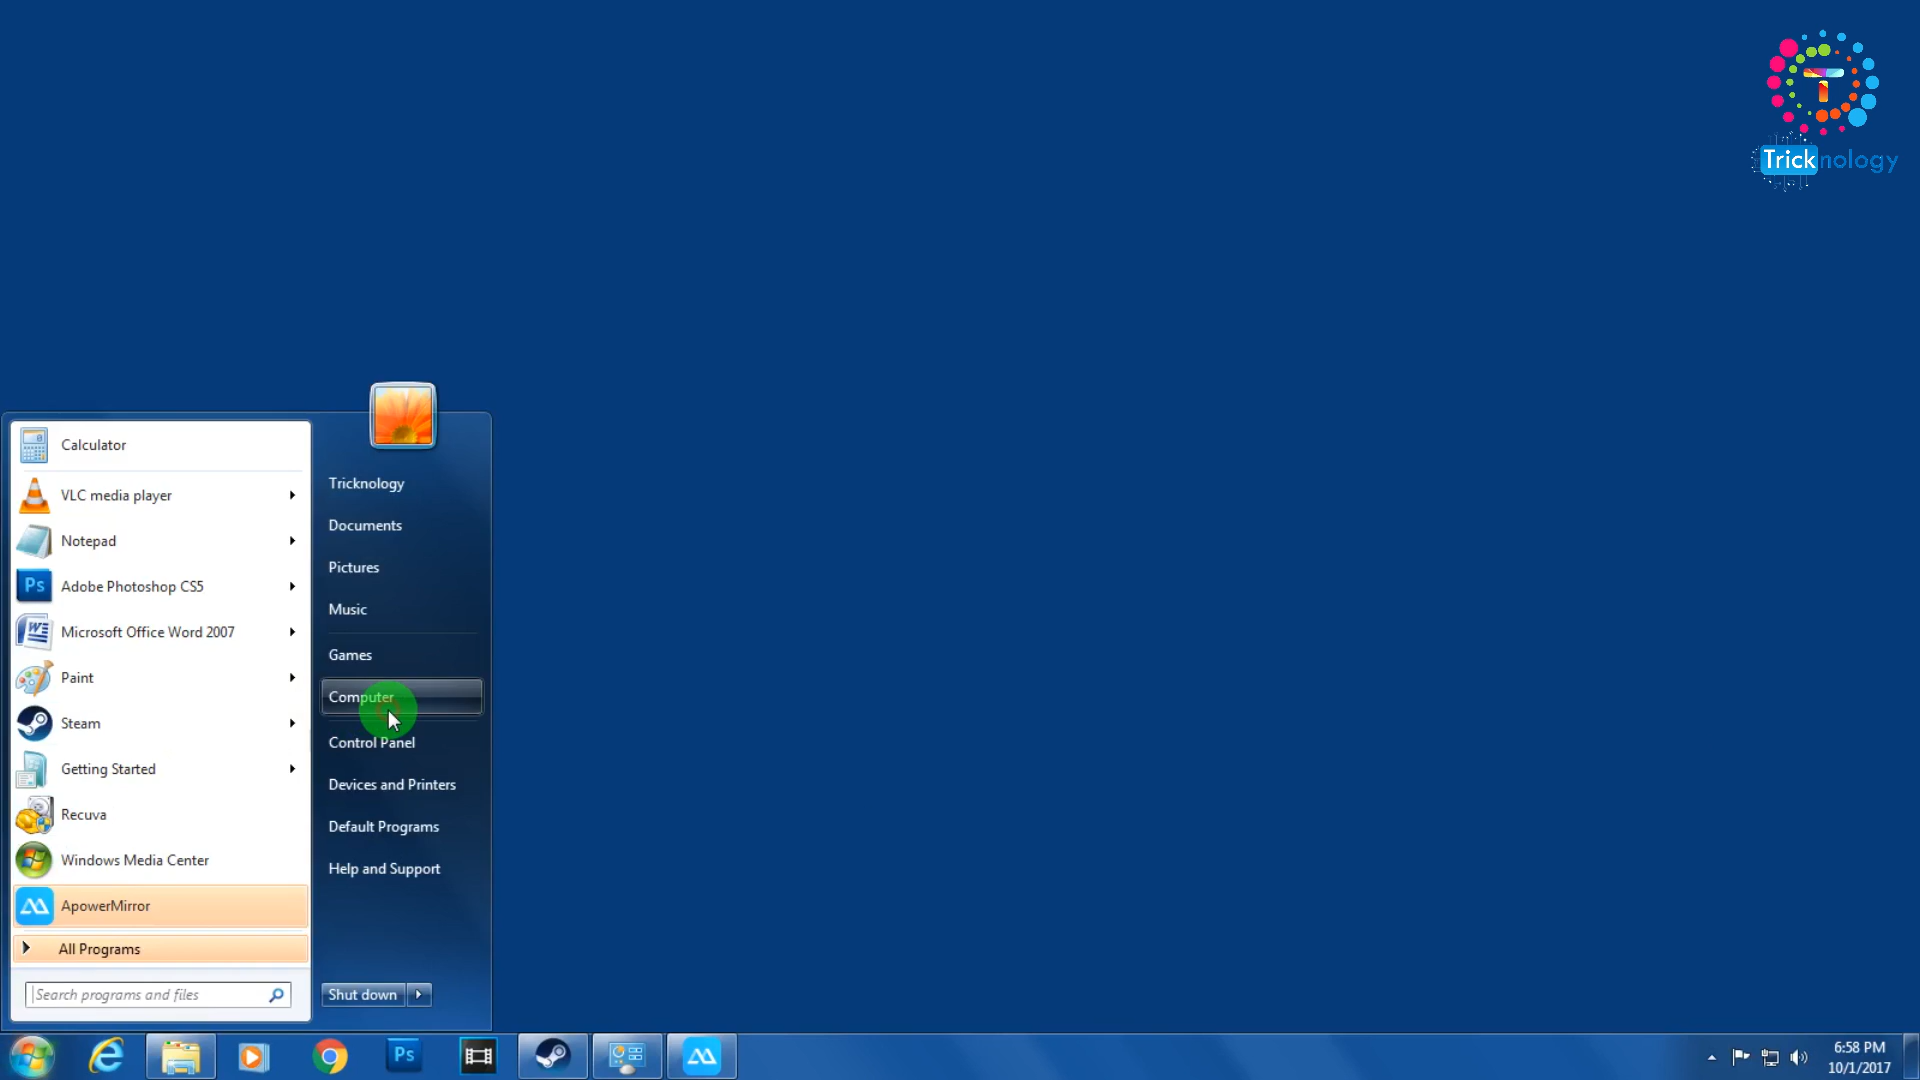 T
Tricknology
Calculator
VLC media player
Notepad
Ps
Adobe Photoshop CS5
Microsoft Office Word 2007
Paint
Steam
Getting Started
Recuva
Windows Media Center
ApowerMirror
All Programs
Search programs and files
Tricknology
Documents
Pictures
Music
Games
Computer
Control Panel
Devices and Printers
Default Programs
Help and Support
Shut down
Ps
6:58 PM
10/1/2017